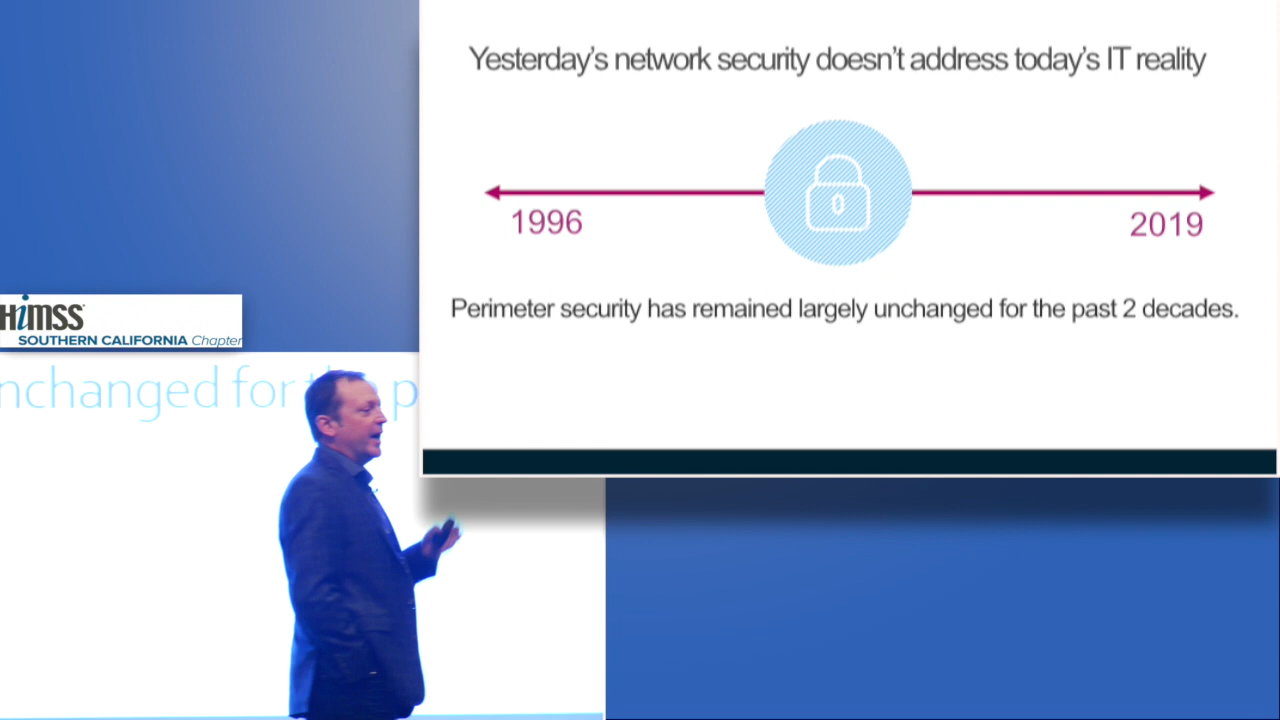 Yesterday's network security doesn't address today's IT reality
1996
2019
Perimeter security has remained largely unchanged for the past 2 decades.
HiMSS
SOUTHERN CALIFORNIA Chapter
nchanged for the p